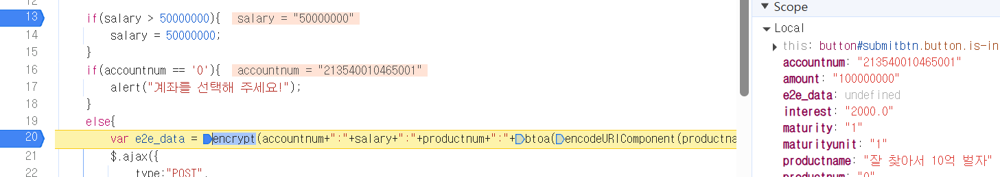 13 if(salary > 50000000){ salary = "50000000"
14 salary = 50000000;
15 }
16 if(accountnum == '0'){ accountnum = "213540010465001"
17 alert("계좌를 선택해 주세요!");
18 }
19 else{
20 var e2e_data = encrypt(accountnum+":"+salary+":"+productnum+":"+btoa(encodeURIComponent(productna
21 $.ajax({
22 type:"POST",
Scope
Local
this: button#submitbtn.button.is-in
accountnum: "213540010465001"
amount: "100000000"
e2e_data: undefined
interest: "2000.0"
maturity: "1"
maturityunit: "1"
productname: "잘 찾아서 10억 벌자"
productnum: "0"